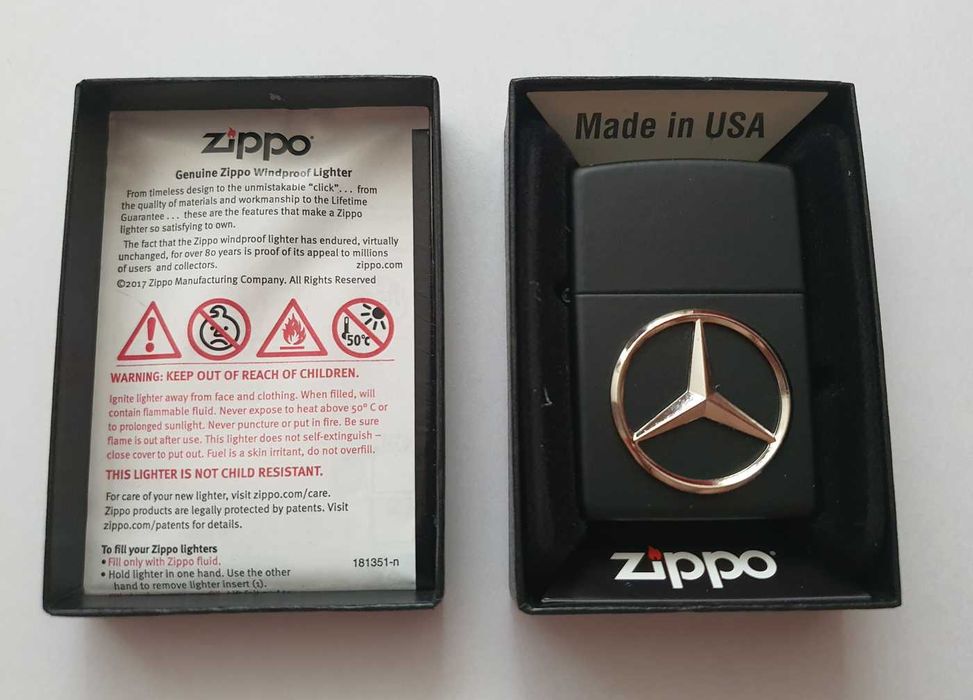 zippo
Genuine Zippo Windproof Lighter
From timeless design to the unmistakable “click”... from
the quality of materials and workmanship to the Lifetime
Guarantee... these are the features that make a Zippo
lighter so satisfying to own.
The fact that the Zippo windproof lighter has endured, virtually
unchanged, for over 80 years is proof of its appeal to millions
of users and collectors. zippo.com
©2017 Zippo Manufacturing Company. All Rights Reserved
50°C
WARNING: KEEP OUT OF REACH OF CHILDREN.
Ignite lighter away from face and clothing. When filled, will
contain flammable fluid. Never expose to heat above 50° C or
to prolonged sunlight. Never puncture or put in fire. Be sure
flame is out after use. This lighter does not self-extinguish –
close cover to put out. Fuel is a skin irritant, do not overfill.
THIS LIGHTER IS NOT CHILD RESISTANT.
For care of your new lighter, visit zippo.com/care.
Zippo products are legally protected by patents. Visit
zippo.com/patents for details.
To fill your Zippo lighters
• Fill only with Zippo fluid. 181351-n
• Hold lighter in one hand. Use the other
hand to remove lighter insert (1).
Made in USA
zippo